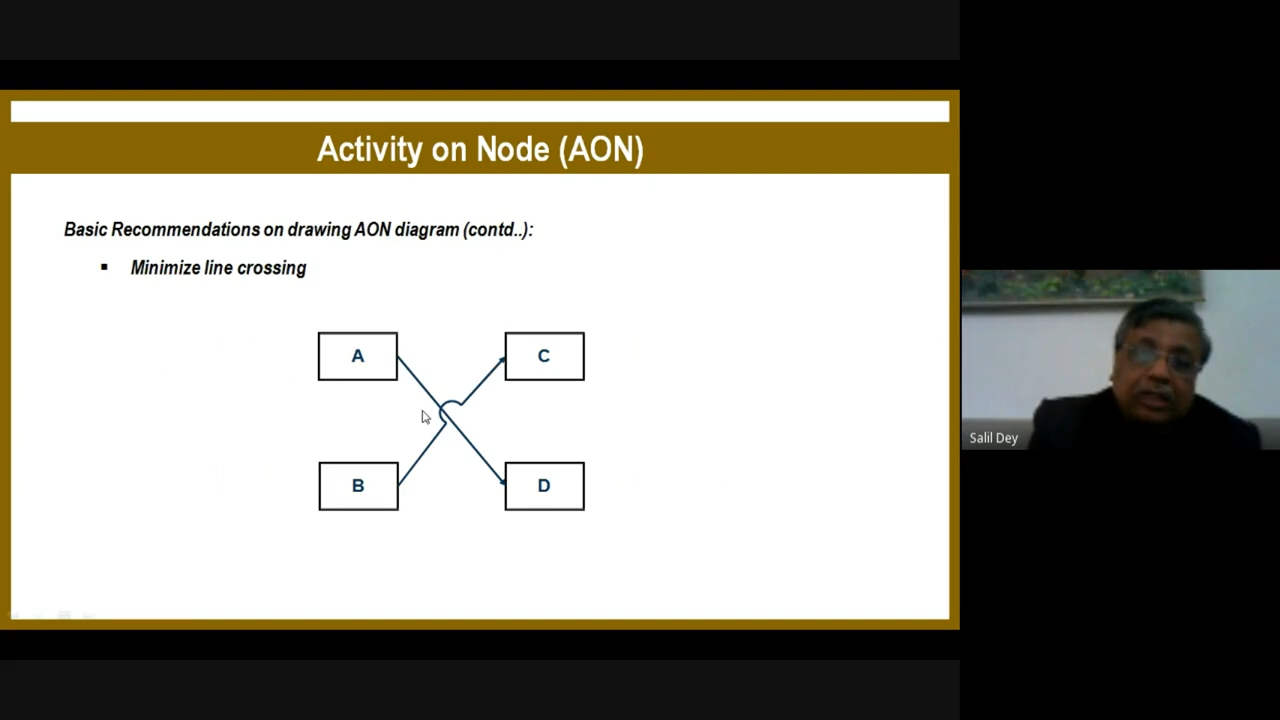 Activity on Node (AON)
Basic Recommendations on drawing AON diagram (contd..):
▪ Minimize line crossing
A
C
B
D
Salil Dey